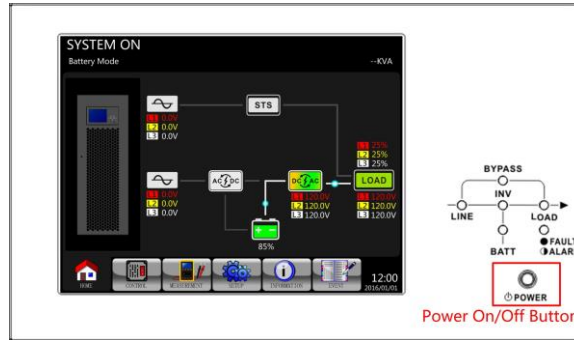 SYSTEM ON
Battery Mode
--KVA
L1 0.0V
L2 0.0V
L3 0.0V
STS
L1 25%
L2 25%
L3 25%
AC DC
DC AC
LOAD
L1 0.0V
L2 0.0V
L3 0.0V
L1 120.0V
L2 120.0V
L3 120.0V
L1 120.0V
L2 120.0V
L3 120.0V
85%
HOME
CONTROL
MEASUREMENT
SETUP
INFORMATION
EVENT
12:00
2016/01/01
BYPASS
INV
LINE
LOAD
BATT
FAULT
ALAR
POWER
Power On/Off Button